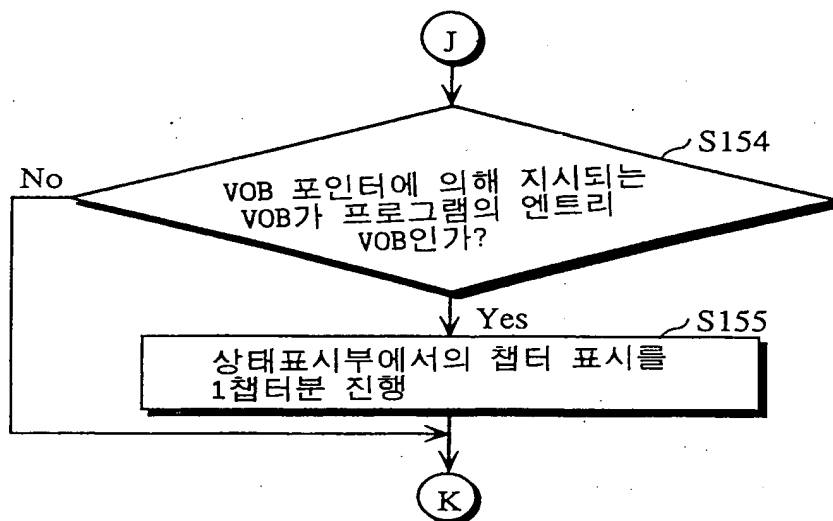 J
S154
No
VOB 포인터에 의해 지시되는
VOB가 프로그램의 엔트리
VOB인가?
Yes
S155
상태표시부에서의 챕터 표시를
1챕터분 진행
K